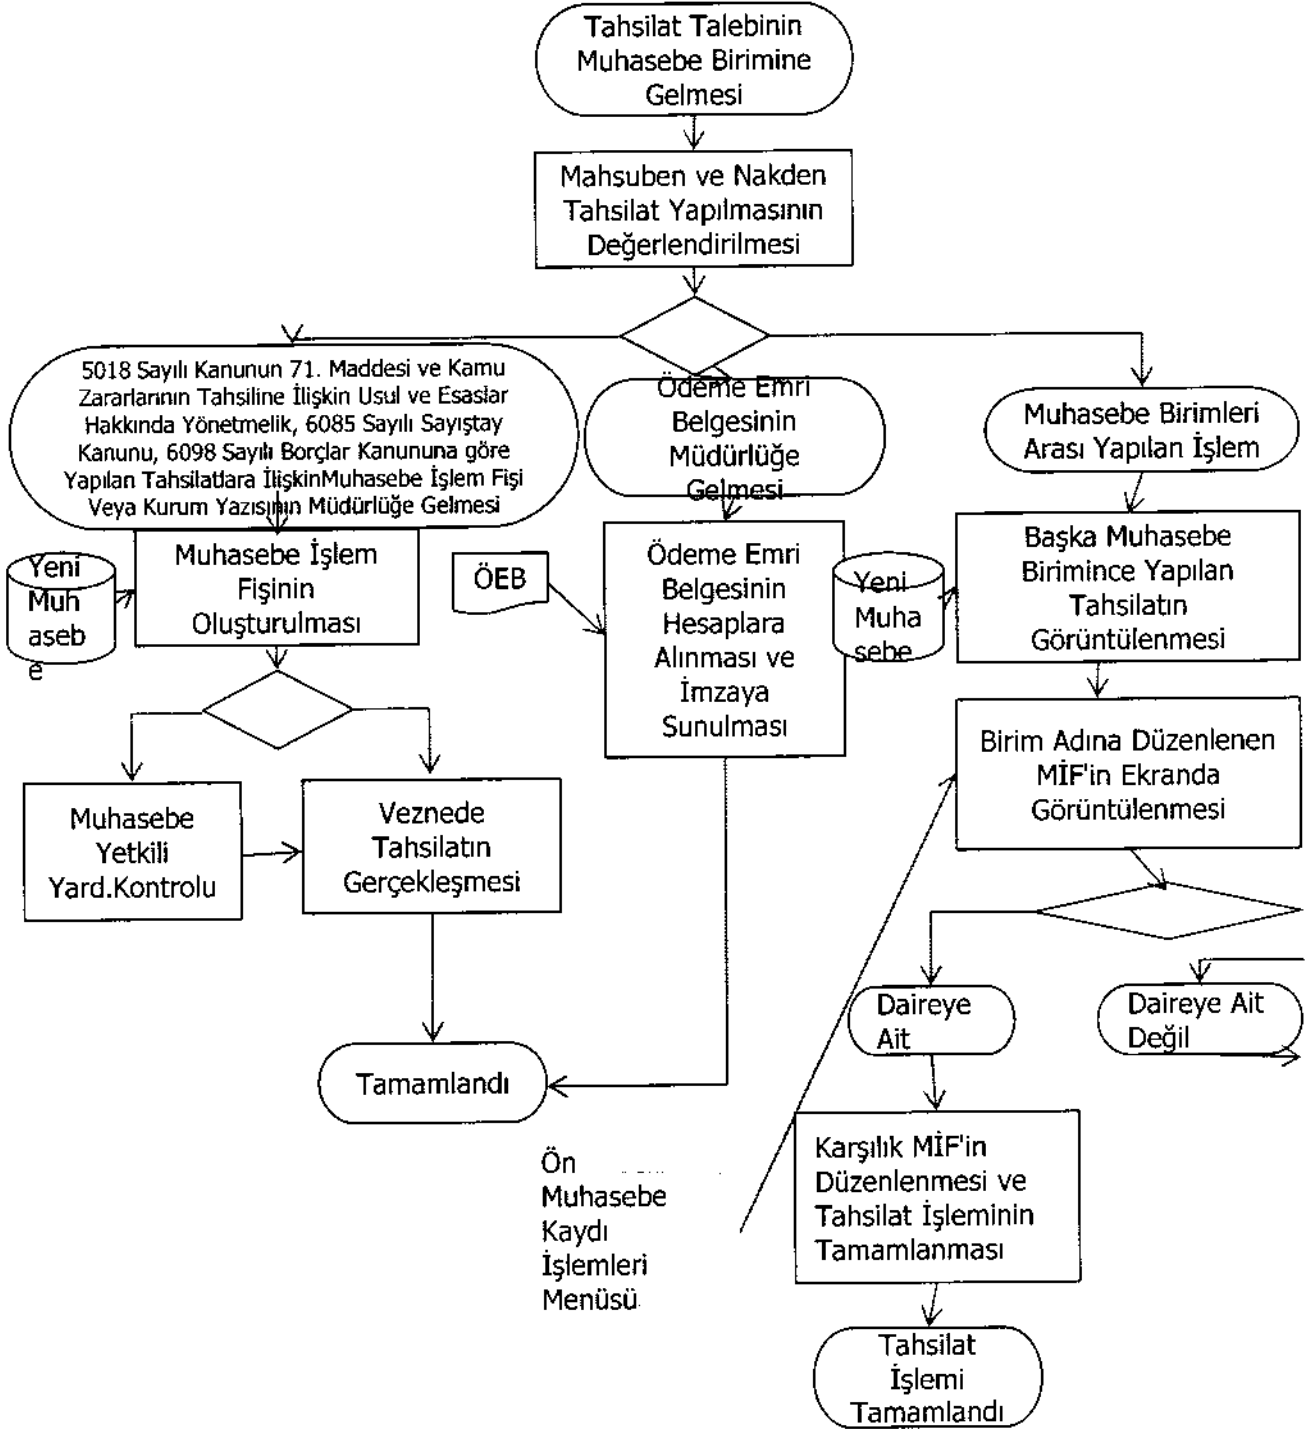 Tahsilat Talebinin
Muhasebe Birimine
Gelmesi
Mahsuben ve Nakden
Tahsilat Yapılmasının
Değerlendirilmesi
5018 Sayılı Kanunun 71. Maddesi ve Kamu
Zararlarının Tahsiline İlişkin Usul ve Esaslar
Hakkında Yönetmelik, 6085 Sayılı Sayıştay
Kanunu, 6098 Sayılı Borçlar Kanununa göre
Yapılan Tahsilatlara İlişkinMuhasebe İşlem Fişi
Veya Kurum Yazısının Müdürlüğe Gelmesi
Ödeme Emri
Belgesinin
Müdürlüğe
Gelmesi
Muhasebe Birimleri
Arası Yapılan İşlem
Yeni
Muh
aseb
e
Muhasebe İşlem
Fişinin
Oluşturulması
ÖEB
Ödeme Emri
Belgesinin
Hesaplara
Alınması ve
İmzaya
Sunulması
Yeni
Muha
sebe
Başka Muhasebe
Birimince Yapılan
Tahsilatın
Görüntülenmesi
Birim Adına Düzenlenen
MİF'in Ekranda
Görüntülenmesi
Muhasebe
Yetkili
Yard.Kontrolu
Veznede
Tahsilatın
Gerçekleşmesi
Daireye
Ait
Daireye Ait
Değil
Tamamlandı
Ön
Muhasebe
Kaydı
İşlemleri
Menüsü
Karşılık MİF'in
Düzenlenmesi ve
Tahsilat İşleminin
Tamamlanması
Tahsilat
İşlemi
Tamamlandı